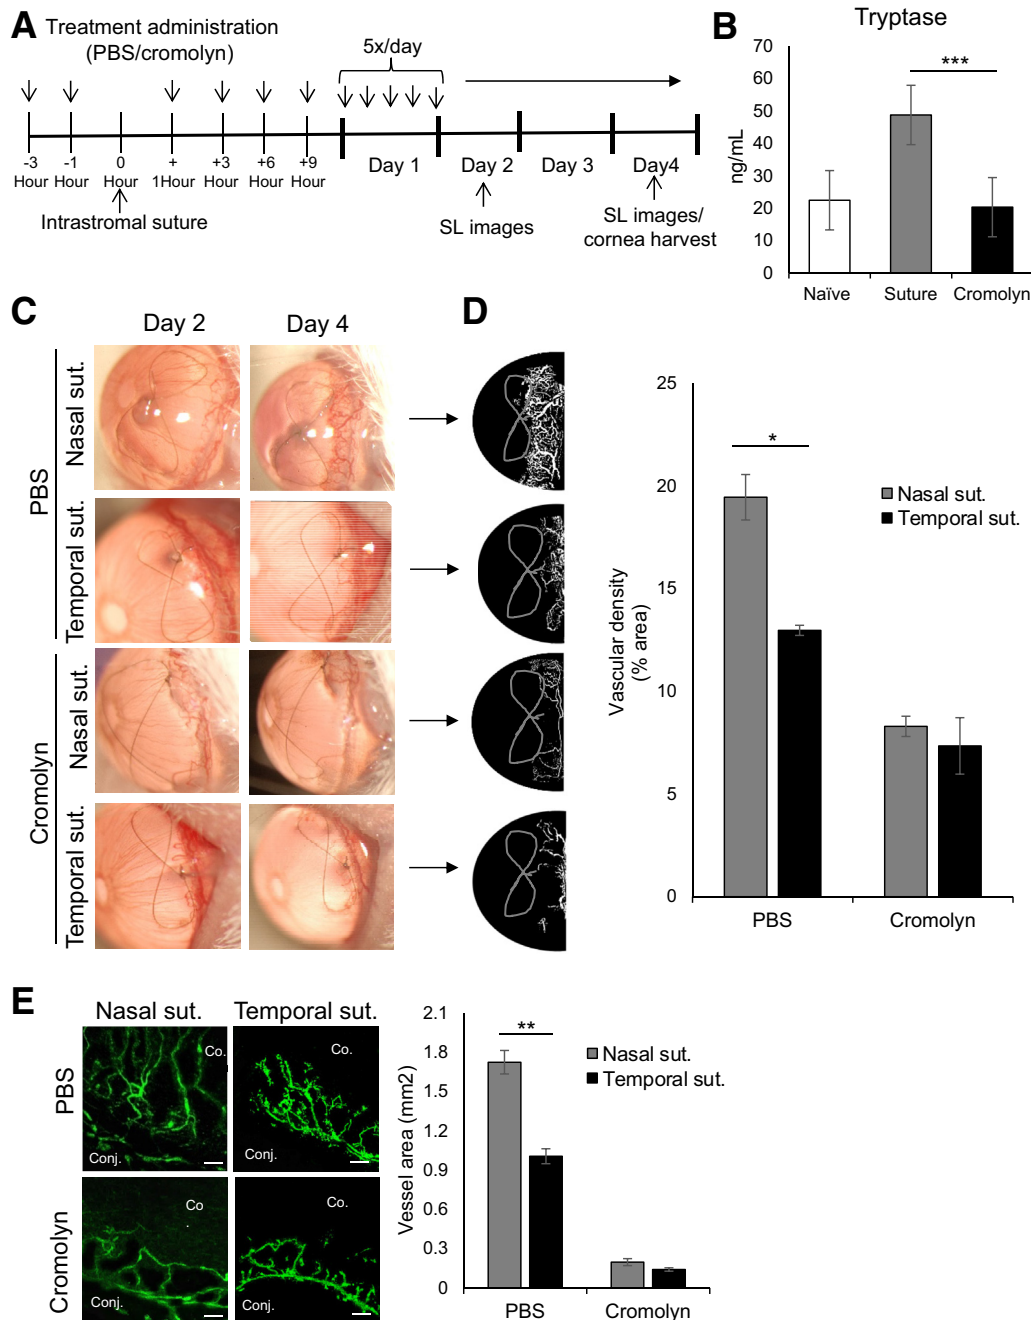 A
Treatment administration
(PBS/cromolyn)
5x/day
-3
Hour
-1
Hour
0
Hour
+
1Hour
+3
Hour
+6
Hour
+9
Hour
Day 1
Day 2
Day 3
Day4
Intrastromal suture
SL images
SL images/
cornea harvest
B
Tryptase
ng/mL
70
60
50
40
30
20
10
0
***
Naïve
Suture
Cromolyn
C
Day 2
Day 4
PBS
Nasal sut.
Temporal sut.
Cromolyn
Nasal sut.
Temporal sut.
D
Vascular density
(% area)
25
20
15
10
5
0
*
Nasal sut.
Temporal sut.
PBS
Cromolyn
E
Nasal sut.
Temporal sut.
PBS
Co.
Conj.
Co.
Conj.
Cromolyn
Co
.
Conj.
Co.
Conj.
Vessel area (mm2)
2.1
1.8
1.5
1.2
0.9
0.6
0.3
0
**
Nasal sut.
Temporal sut.
PBS
Cromolyn